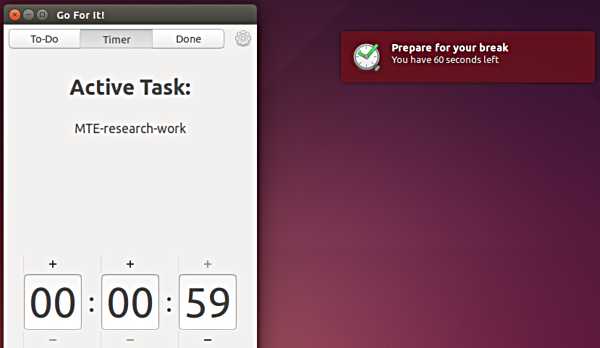 Go For It!
To-Do Timer Done
Active Task:
MTE-research-work
+ + +
00 : 00 : 59
− − −
Prepare for your break
You have 60 seconds left